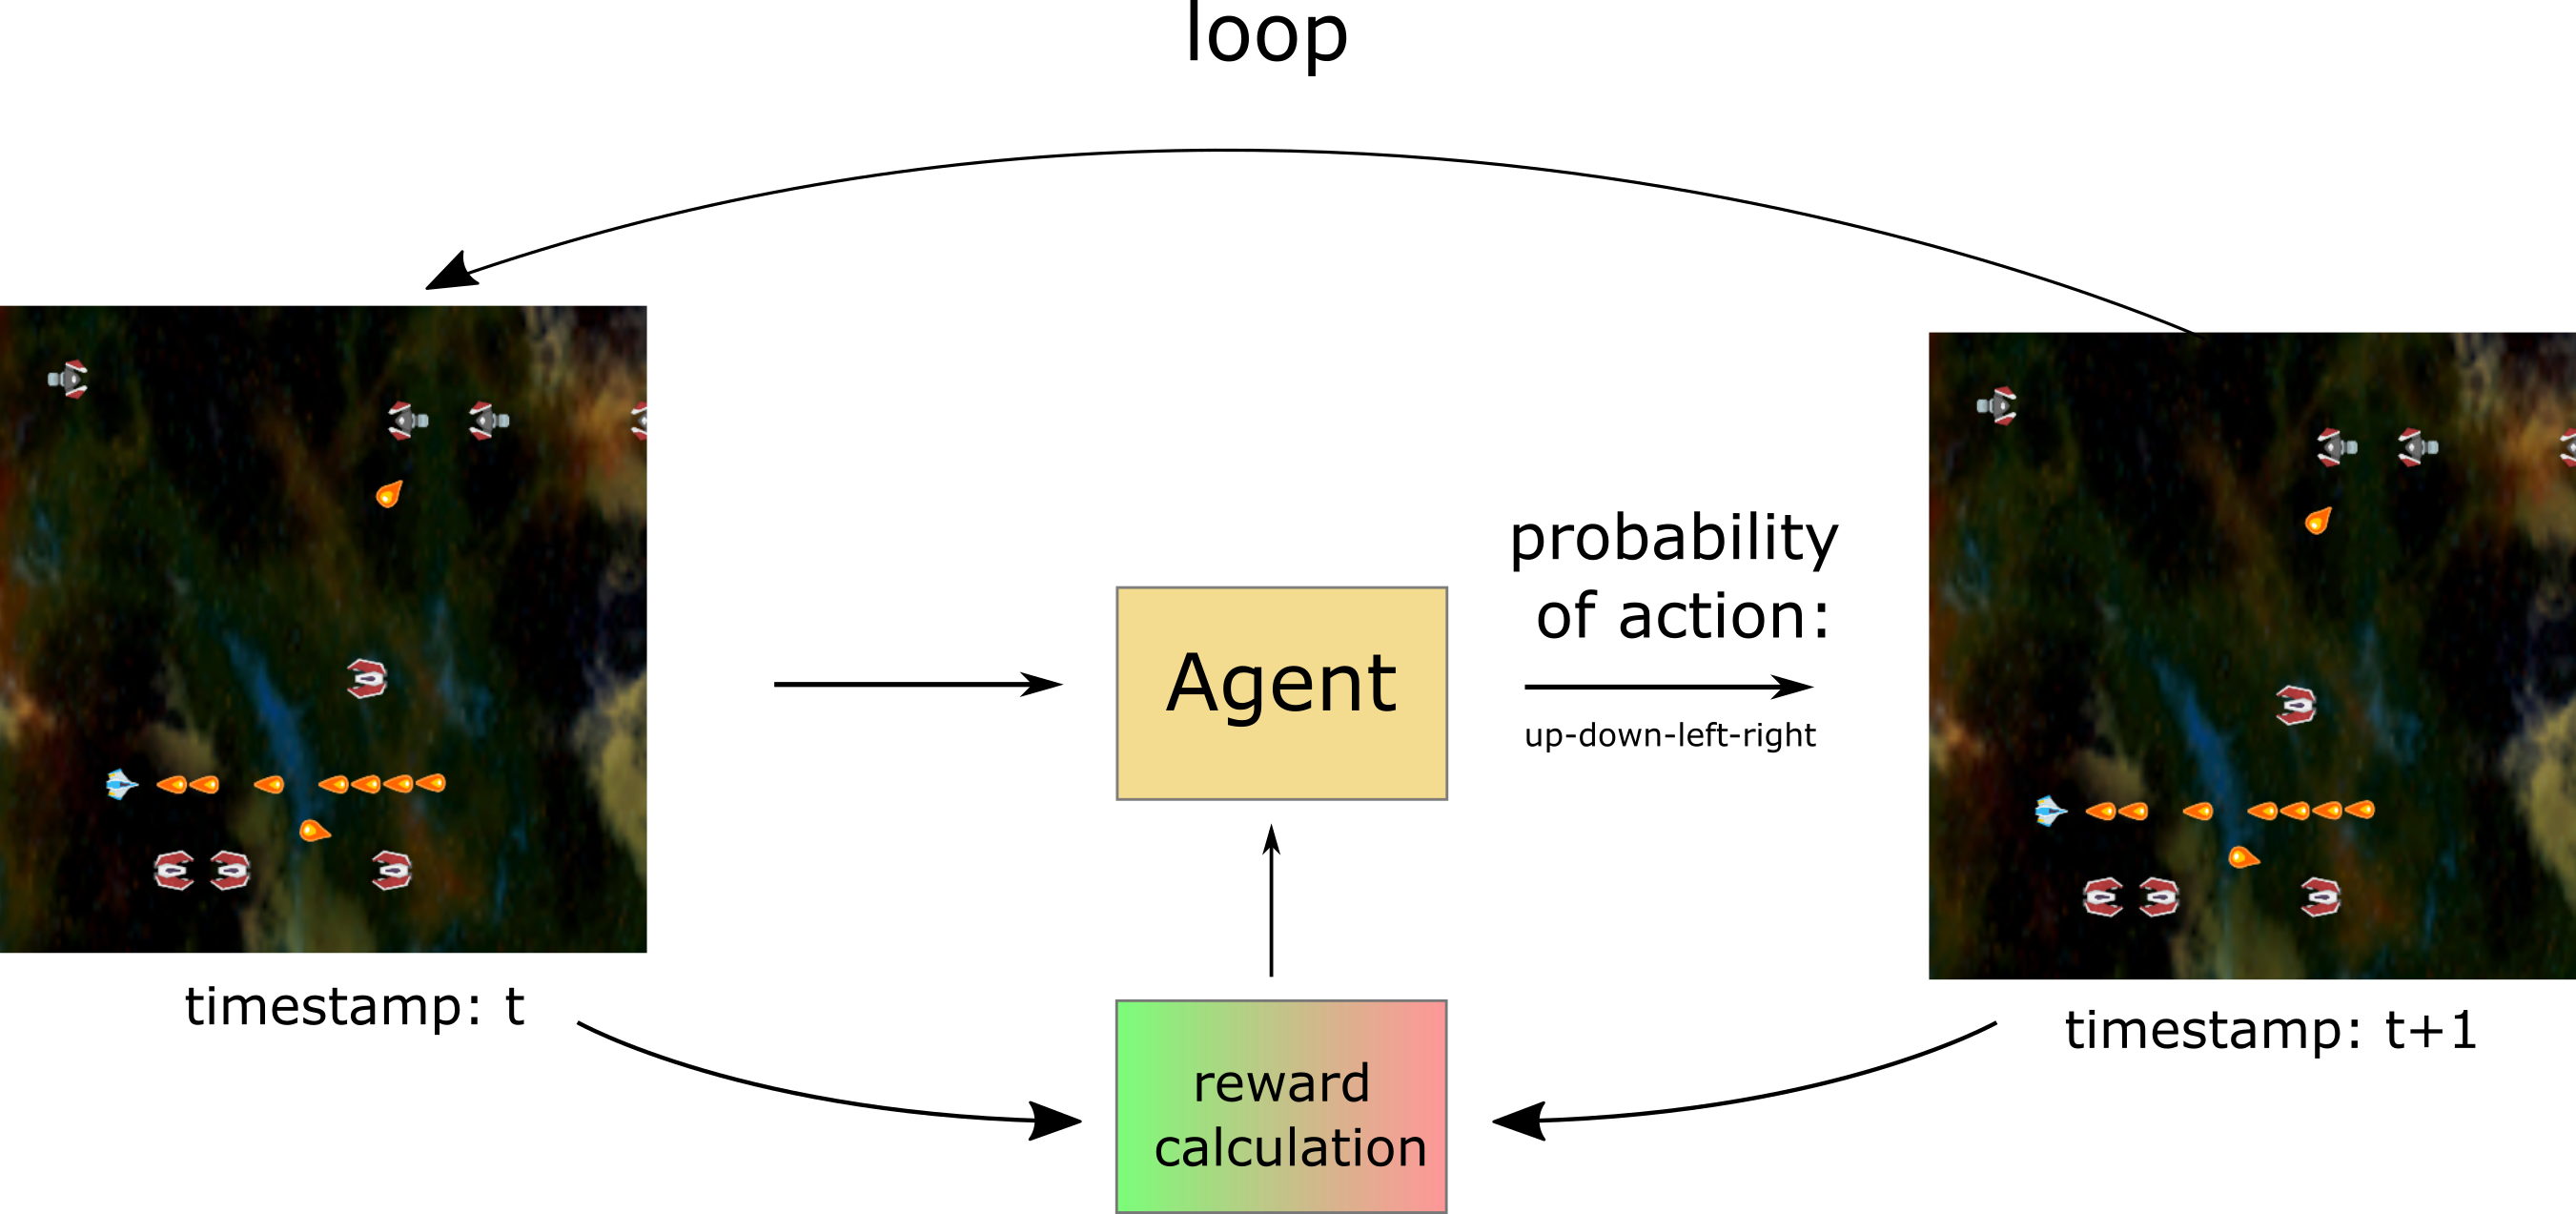 loop
probability
of action:
Agent
up-down-left-right
timestamp: t
timestamp: t+1
reward
calculation